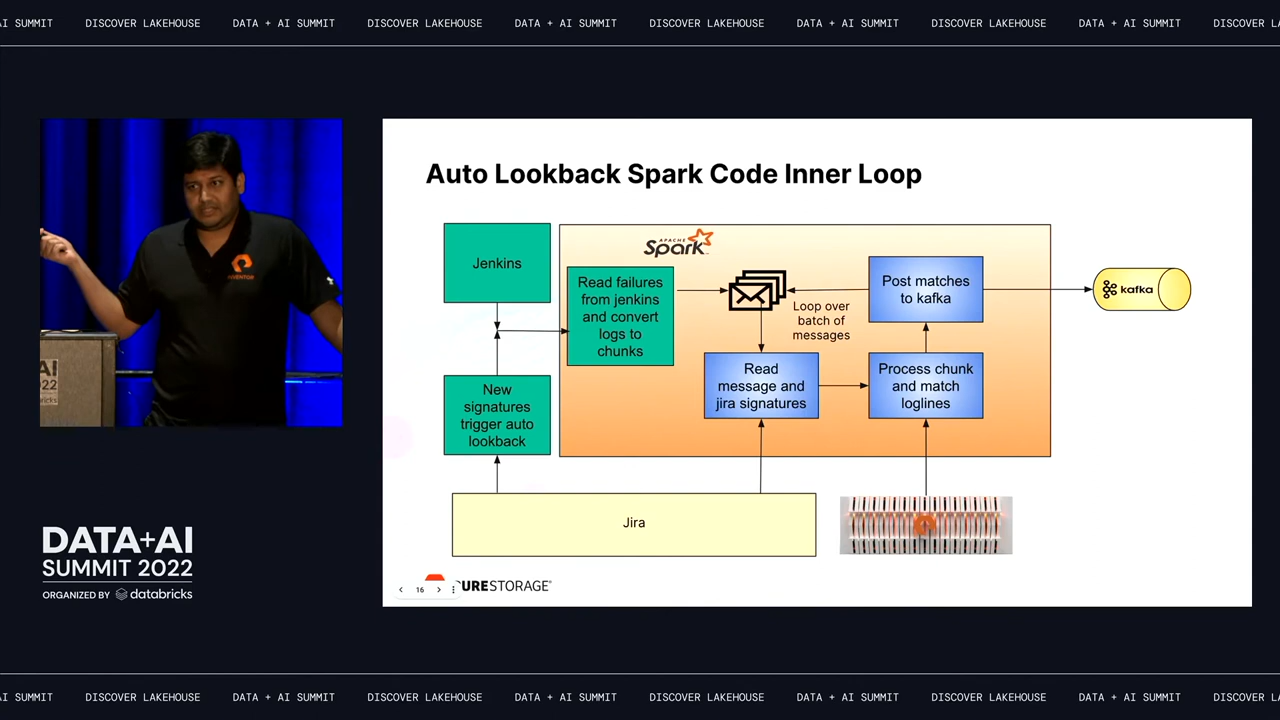 AI SUMMIT DISCOVER LAKEHOUSE DATA + AI SUMMIT DISCOVER LAKEHOUSE DATA + AI SUMMIT DISCOVER LAKEHOUSE DATA + AI SUMMIT DISCOVER LAKEHOUSE DATA + AI SUMMIT DISCOVER
Auto Lookback Spark Code Inner Loop
Jenkins
APACHE
Spark
Read failures
from jenkins
and convert
logs to
chunks
Loop over
batch of
messages
Post matches
to kafka
kafka
New
signatures
trigger auto
lookback
Read
message and
jira signatures
Process chunk
and match
loglines
Jira
16
URESTORAGE
DATA+AI
SUMMIT 2022
ORGANIZED BY databricks
AI SUMMIT DISCOVER LAKEHOUSE DATA + AI SUMMIT DISCOVER LAKEHOUSE DATA + AI SUMMIT DISCOVER LAKEHOUSE DATA + AI SUMMIT DISCOVER LAKEHOUSE DATA + AI SUMMIT DISCOVER